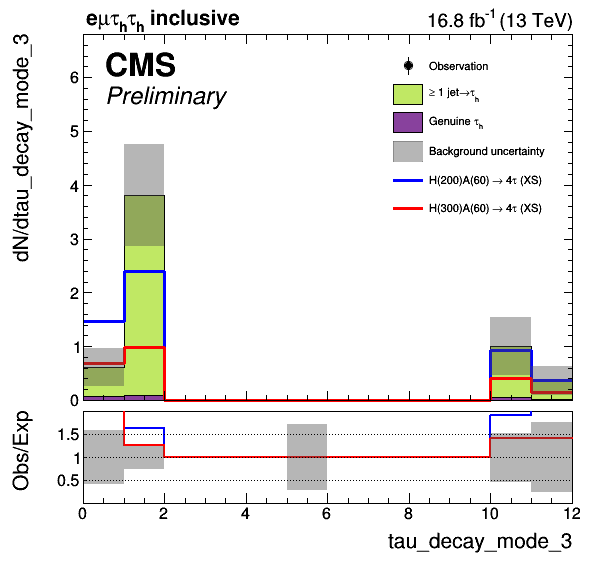 eμτhτh inclusive
16.8 fb-1 (13 TeV)
CMS
Preliminary
Observation
≥ 1 jet→τh
Genuine τh
Background uncertainty
H(200)A(60) → 4τ (XS)
H(300)A(60) → 4τ (XS)
dN/dtau_decay_mode_3
6
5
4
3
2
1
0
Obs/Exp
1.5
1
0.5
0 2 4 6 8 10 12
tau_decay_mode_3